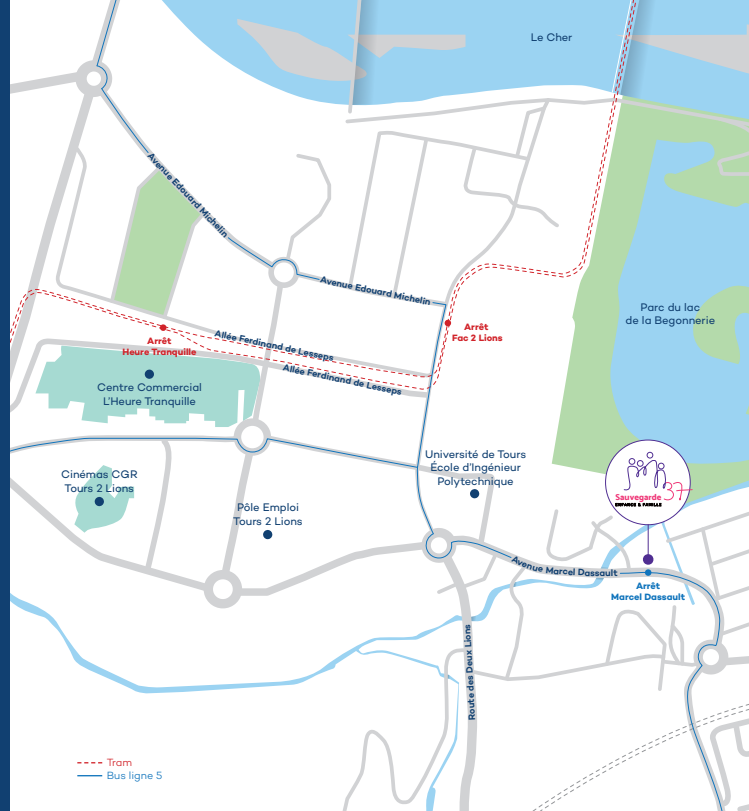 Le Cher
Avenue Edouard Michelin
Avenue Edouard Michelin
Parc du lac
de la Begonnerie
Arrêt
Fac 2 Lions
Arrêt
Heure Tranquille
Allée Ferdinand de Lesseps
Allée Ferdinand de Lesseps
Centre Commercial
L'Heure Tranquille
Université de Tours
École d'Ingénieur
Polytechnique
Cinémas CGR
Tours 2 Lions
Pôle Emploi
Tours 2 Lions
Sauvegarde 37
ENFANCE & FAMILLE
Avenue Marcel Dassault
Arrêt
Marcel Dassault
Route des Deux Lions
Tram
Bus ligne 5